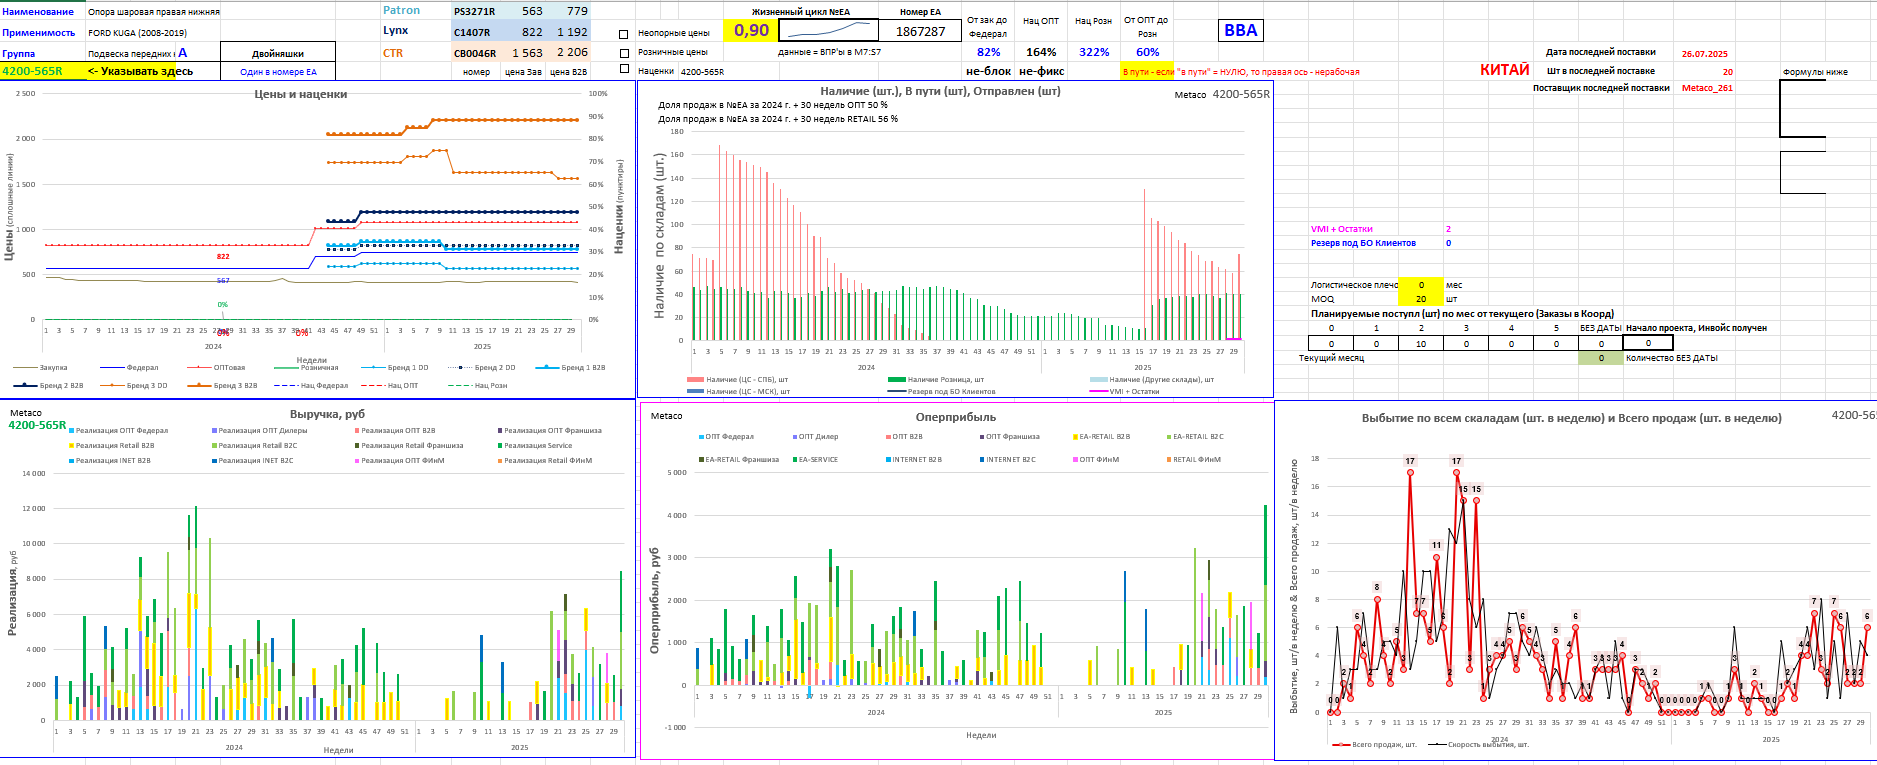 Наименование Опора шаровая правая нижняя Patron PS3271R 563 779 Жизненный цикл №EA Номер EA
Применимость FORD KUGA (2008-2019) Lynx C1407R 822 1 192 Неопорные цены 0,90 1867287 От зак до Федерал Нац ОПТ Нац Розн От ОПТ до Розн BBA
Группа Подвеска передних А Двойняшки CTR CB0046R 1 563 2 206 Розничные цены данные = ВПР'ы в M7:S7 82% 164% 322% 60% Дата последней поставки 26.07.2025
4200-565R <- Указывать здесь Один в номере EA номер цена Зав цена B2B Наценки 4200-565R не-блок не-фикс В пути - если "в пути" = НУЛЮ, то правая ось - нерабочая КИТАЙ Шт в последней поставке 20 Формулы ниже
Поставщик последней поставки Metaco_261
Цены и наценки
Цены (сплошные линии)
2 500
2 000
1 500
1 000
500
0
100%
90%
80%
70%
60%
50%
40%
30%
20%
10%
0%
Наценки (пунктиры)
822
567
0%
0% 0%
2024 2025
Недели
Закупка Федерал ОПТовая Розничная Бренд 1 DD Бренд 2 DD Бренд 1 B2B
Бренд 2 B2B Бренд 3 DD Бренд 3 B2B Нац Федерал Нац ОПТ Нац Розн
Наличие (шт.), В пути (шт), Отправлен (шт)
Metaco 4200-565R
Доля продаж в №EA за 2024 г. + 30 недель ОПТ 50 %
Доля продаж в №EA за 2024 г. + 30 недель RETAIL 56 %
Наличие по складам (шт.)
180
160
140
120
100
80
60
40
20
0
2024 2025
Наличие (ЦС - СПБ), шт Наличие Розница, шт Наличие (Другие склады), шт
Наличие (ЦС - МСК), шт Резерв под БО Клиентов VMI + Остатки
VMI + Остатки 2
Резерв под БО Клиентов 0
Логистическое плечо 0 мес
MOQ 20 шт
Планируемые поступл (шт) по мес от текущего (Заказы в Коорд)
0 1 2 3 4 5 БЕЗ ДАТЫ Начало проекта, Инвойс получен
0 0 10 0 0 0 0 0
Текущий месяц 0 Количество БЕЗ ДАТЫ
Metaco
4200-565R
Выручка, руб
Реализация ОПТ Федерал Реализация ОПТ Дилеры Реализация ОПТ B2B Реализация ОПТ Франшиза
Реализация Retail B2B Реализация Retail B2C Реализация Retail Франшиза Реализация Service
Реализация INET B2B Реализация INET B2C Реализация ОПТ ФИнМ Реализация Retail ФИнМ
Реализация, руб
14 000
12 000
10 000
8 000
6 000
4 000
2 000
0
2024 2025
Недели
Metaco
Оперприбыль
ОПТ Федерал ОПТ Дилер ОПТ B2B ОПТ Франшиза EA-RETAIL B2B EA-RETAIL B2C
EA-RETAIL Франшиза EA-SERVICE INTERNET B2B INTERNET B2C ОПТ ФИнМ RETAIL ФИнМ
Оперприбыль, руб
5 000
4 000
3 000
2 000
1 000
0
-1 000
2024 2025
Недели
Выбытие по всем скаладам (шт. в неделю) и Всего продаж (шт. в неделю)
4200-565
Выбытие, шт/в неделю & Всего продаж, шт/в неделю
18
16
14
12
10
8
6
4
2
0
2024 2025
Всего продаж, шт. Скорость выбытия, шт.